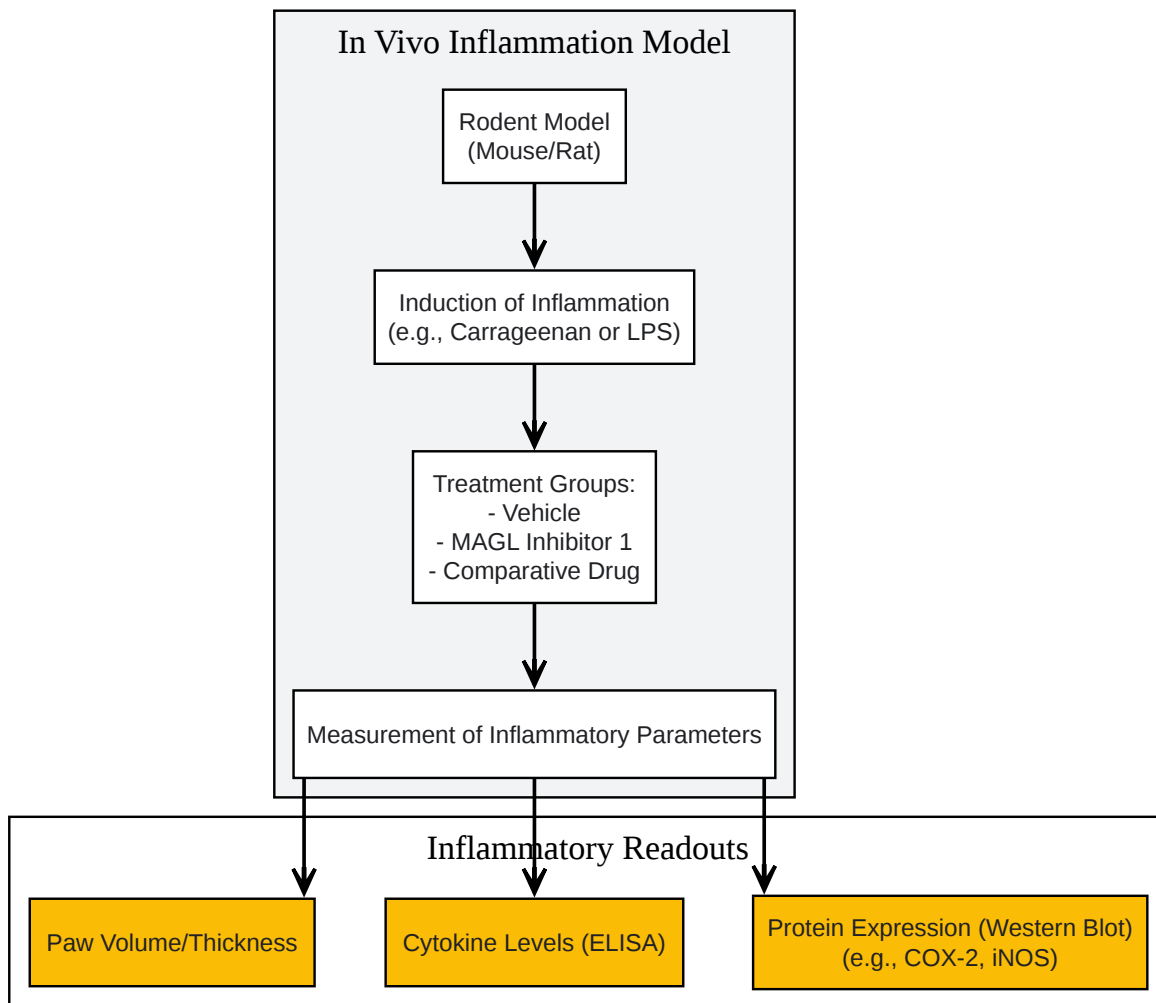 In Vivo Inflammation Model
Rodent Model
(Mouse/Rat)
Induction of Inflammation
(e.g., Carrageenan or LPS)
Treatment Groups:
- Vehicle
- MAGL Inhibitor 1
- Comparative Drug
Measurement of Inflammatory Parameters
Inflammatory Readouts
Paw Volume/Thickness
Cytokine Levels (ELISA)
Protein Expression (Western Blot)
(e.g., COX-2, iNOS)